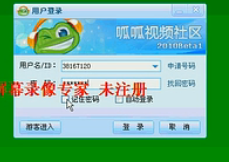 用户登录
呱呱视频社区
2010Beta1
用户名/ID: 3816T120 申请号码
屏幕录像专家 未注册
找回密码
记住密码 自动登录
游客进入 登 录 取 消